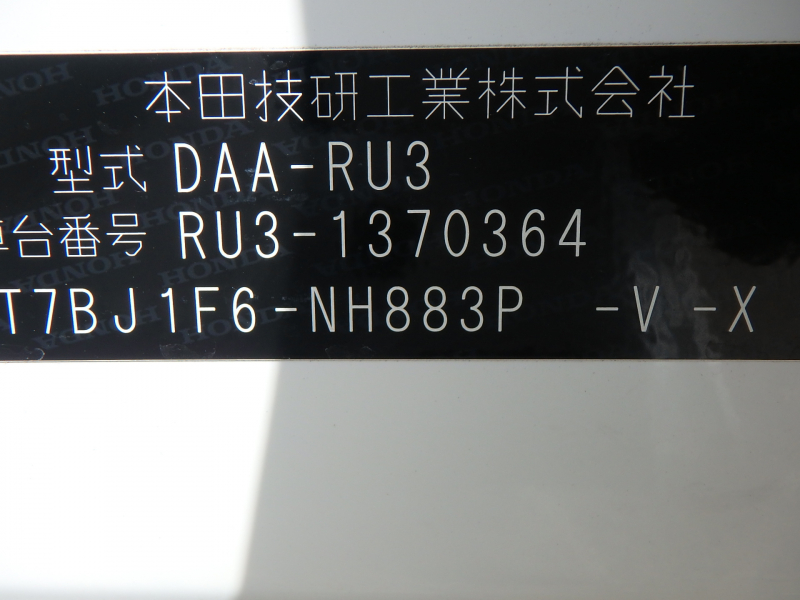 本田技研工業株式会社
型式 DAA-RU3
車台番号 RU3-1370364
T7BJ1F6-NH883P -V -X